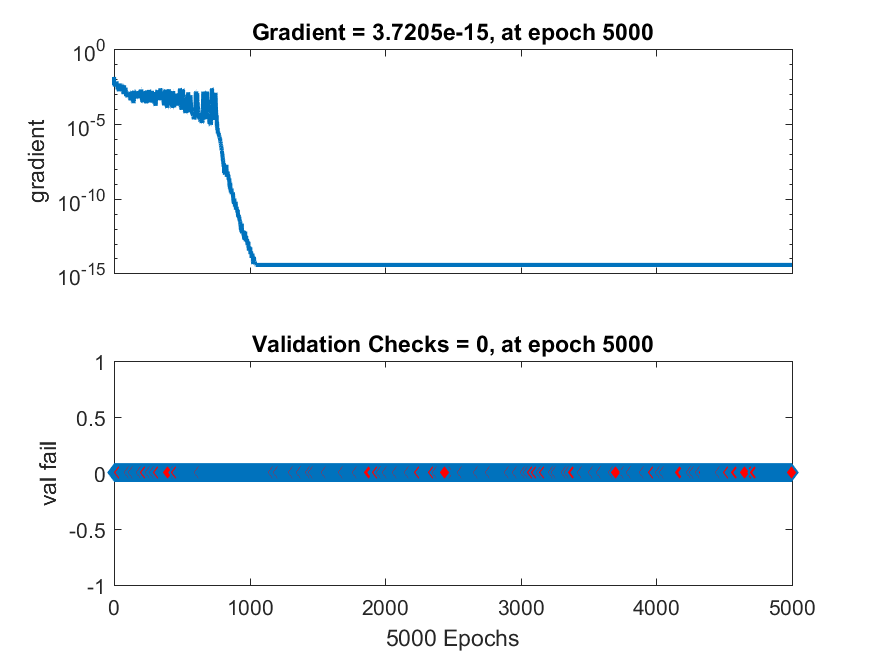 Gradient = 3.7205e-15, at epoch 5000
10^0
10^-5
10^-10
10^-15
gradient
Validation Checks = 0, at epoch 5000
1
0.5
0
-0.5
-1
val fail
0 1000 2000 3000 4000 5000
5000 Epochs